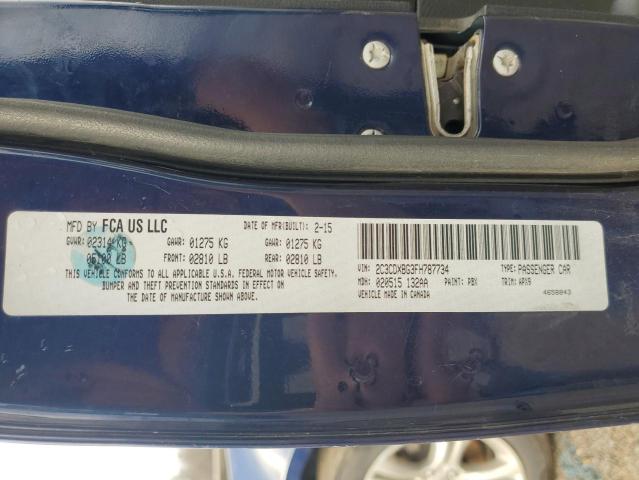 MFD BY FCA US LLC DATE OF MFR(BUILT): 2-15
GVWR: 02314 KG GAWR: 01275 KG GAWR: 01275 KG
05100 LB FRONT: 02810 LB REAR: 02810 LB
THIS VEHICLE CONFORMS TO ALL APPLICABLE U.S.A. FEDERAL MOTOR VEHICLE SAFETY,
BUMPER AND THEFT PREVENTION STANDARDS IN EFFECT ON
THE DATE OF MANUFACTURE SHOWN ABOVE.
VIN: 2C3CDXBG3FH787734 TYPE: PASSENGER CAR
MDH: 020515 132AA PAINT: PBX TRIM: APX9
VEHICLE MADE IN CANADA 4658843